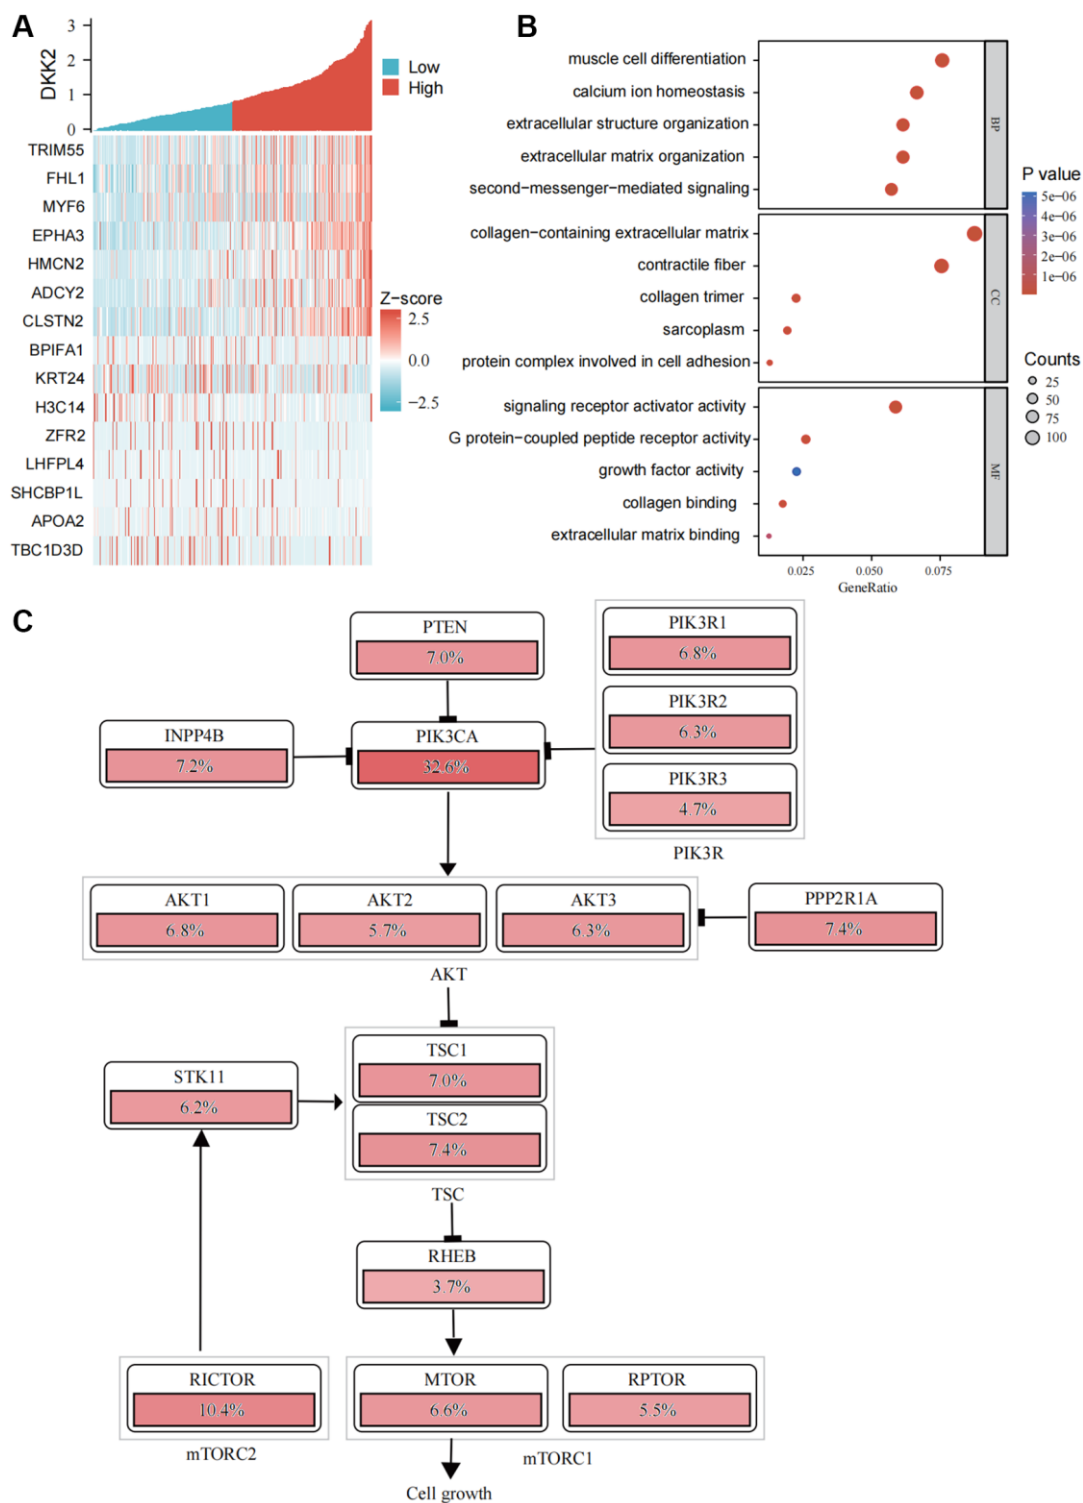 A
3
2
1
0
DKK2
Low
High
TRIM55
FHL1
MYF6
EPHA3
HMCN2
ADCY2
CLSTN2
BPIFA1
KRT24
H3C14
ZFR2
LHFPL4
SHCBP1L
APOA2
TBC1D3D
Z−score
2.5
0.0
−2.5
B
muscle cell differentiation
calcium ion homeostasis
extracellular structure organization
extracellular matrix organization
second−messenger−mediated signaling
BP
collagen−containing extracellular matrix
contractile fiber
collagen trimer
sarcoplasm
protein complex involved in cell adhesion
CC
signaling receptor activator activity
G protein−coupled peptide receptor activity
growth factor activity
collagen binding
extracellular matrix binding
MF
0.025 0.050 0.075
GeneRatio
P value
5e−06
4e−06
3e−06
2e−06
1e−06
Counts
25
50
75
100
C
PTEN
7.0%
PIK3R1
6.8%
PIK3R2
6.3%
PIK3R3
4.7%
PIK3R
INPP4B
7.2%
PIK3CA
32.6%
AKT1
6.8%
AKT2
5.7%
AKT3
6.3%
AKT
PPP2R1A
7.4%
TSC1
7.0%
TSC2
7.4%
TSC
STK11
6.2%
RHEB
3.7%
RICTOR
10.4%
mTORC2
MTOR
6.6%
RPTOR
5.5%
mTORC1
Cell growth